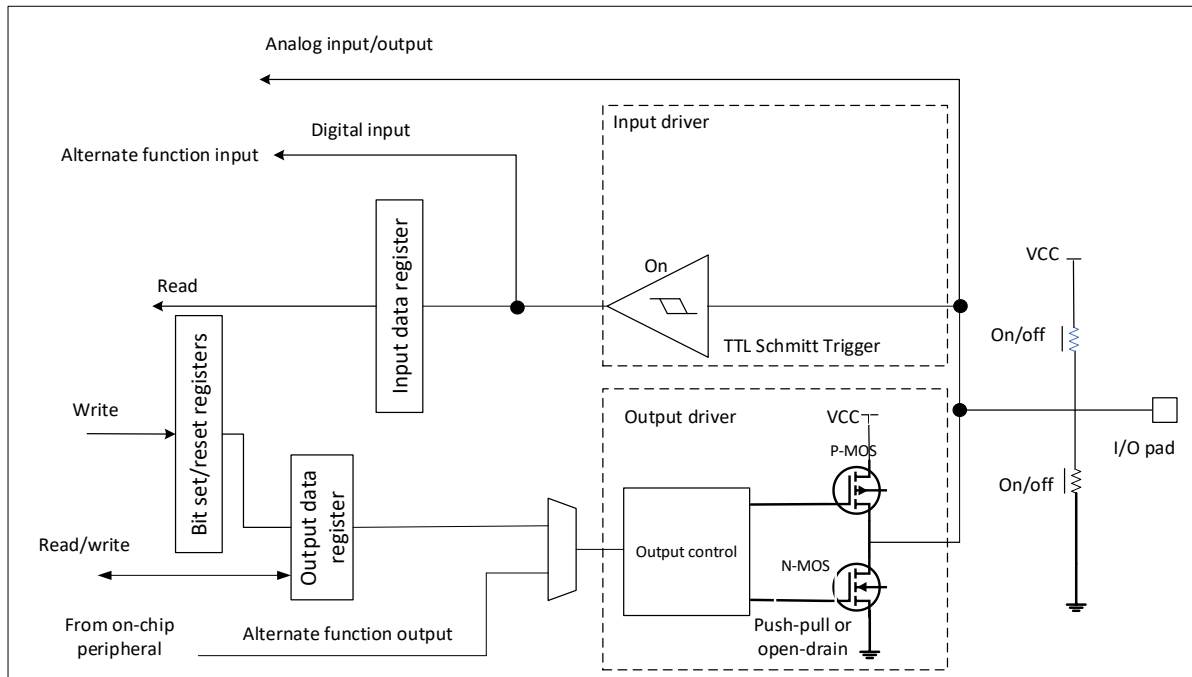 Analog input/output
Input driver
Digital input
Alternate function input
Input data register
On
VCC
Read
On/off
TTL Schmitt Trigger
Bit set/reset registers
Write
Output driver
VCC
I/O pad
P-MOS
On/off
Output data
register
Read/write
Output control
N-MOS
From on-chip
peripheral
Alternate function output
Push-pull or
open-drain